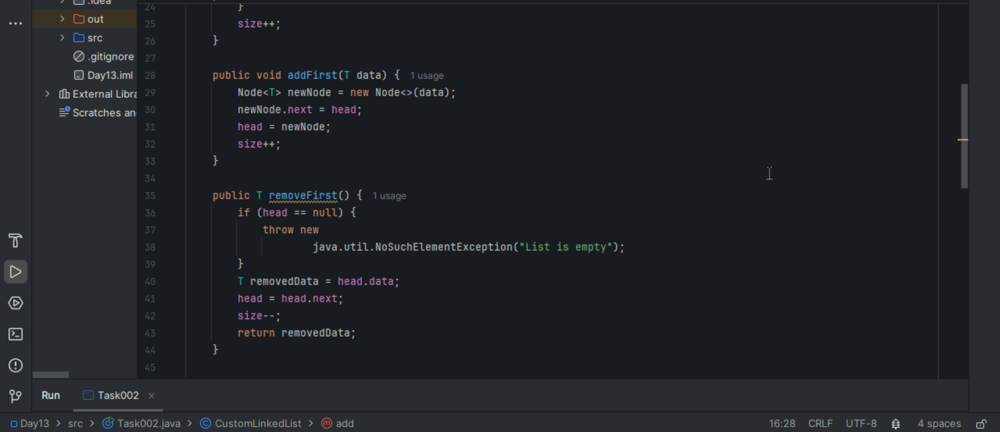 .idea
out
src
.gitignore
Day13.iml
External Libra
Scratches an
24 }
25 size++;
26 }
27
28 public void addFirst(T data) { 1 usage
29 Node<T> newNode = new Node<>(data);
30 newNode.next = head;
31 head = newNode;
32 size++;
33 }
34
35 public T removeFirst() { 1 usage
36 if (head == null) {
37 throw new
38 java.util.NoSuchElementException("List is empty");
39 }
40 T removedData = head.data;
41 head = head.next;
42 size--;
43 return removedData;
44 }
45
Run Task002
Day13 > src > Task002.java > CustomLinkedList > add 16:28 CRLF UTF-8 4 spaces